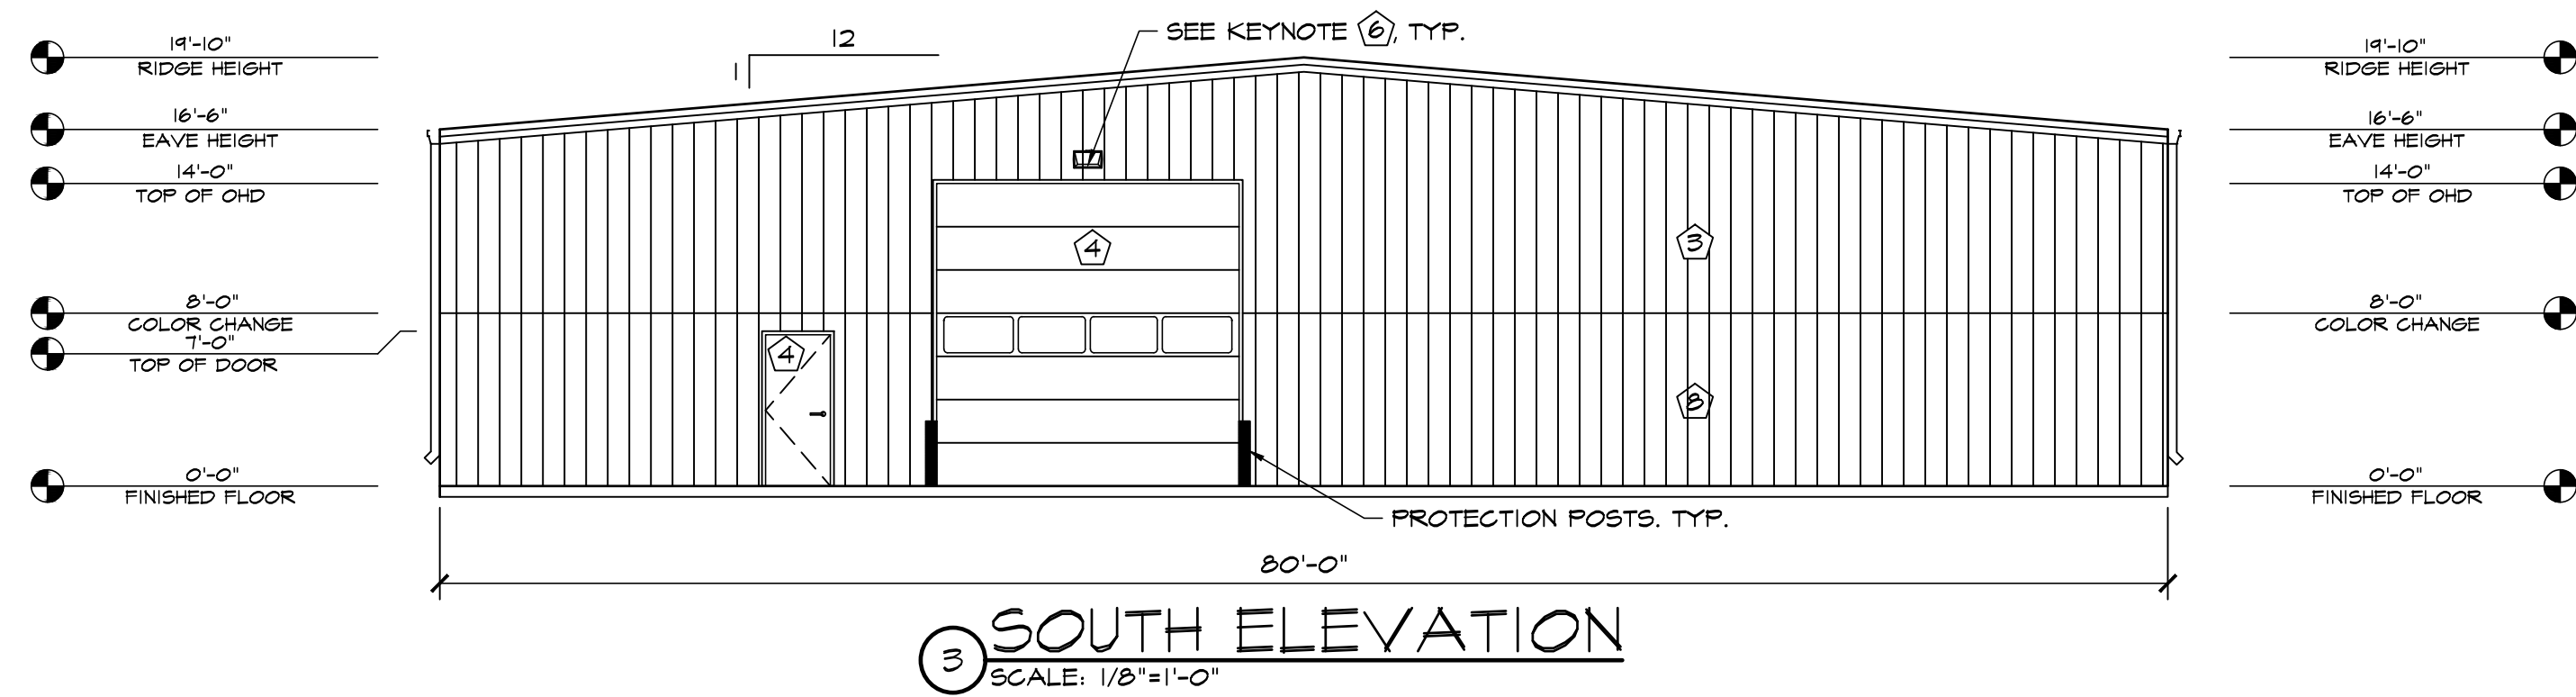 SEE KEYNOTE 6, TYP.
12
1
19'-10"
RIDGE HEIGHT
16'-6"
EAVE HEIGHT
14'-0"
TOP OF OHD
8'-0"
COLOR CHANGE
7'-0"
TOP OF DOOR
0'-0"
FINISHED FLOOR
4
4
3
8
19'-10"
RIDGE HEIGHT
16'-6"
EAVE HEIGHT
14'-0"
TOP OF OHD
8'-0"
COLOR CHANGE
0'-0"
FINISHED FLOOR
PROTECTION POSTS. TYP.
80'-0"
3 SOUTH ELEVATION
SCALE: 1/8"=1'-0"